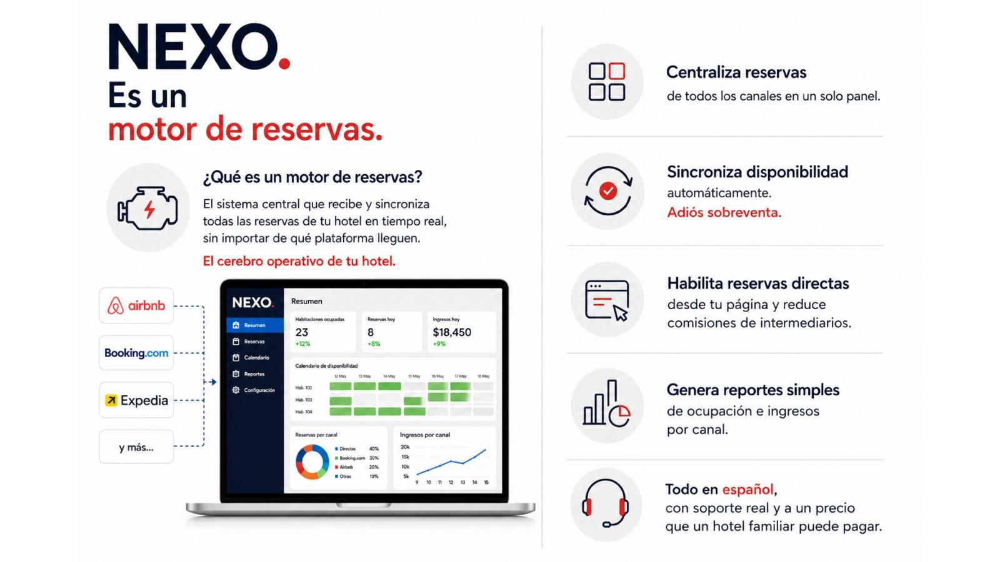 NEXO.
Es un
motor de reservas.
¿Qué es un motor de reservas?
El sistema central que recibe y sincroniza
todas las reservas de tu hotel en tiempo real,
sin importar de qué plataforma lleguen.
El cerebro operativo de tu hotel.
airbnb
Booking.com
Expedia
y más...
NEXO.
Resumen
Reservas
Calendario
Reportes
Configuración
Resumen
Habitaciones ocupadas
23
+12%
Reservas hoy
8
+8%
Ingresos hoy
$18,450
+9%
Calendario de disponibilidad
12 May 13 May 14 May 15 May 16 May 17 May 18 May
Hab. 101
Hab. 103
Hab. 104
Reservas por canal
Directas 40%
Booking.com 30%
Airbnb 20%
Otros 10%
Ingresos por canal
20k
15k
10k
5k
9 10 11 12 13 14 15
Centraliza reservas
de todos los canales en un solo panel.
Sincroniza disponibilidad
automáticamente.
Adiós sobreventa.
Habilita reservas directas
desde tu página y reduce
comisiones de intermediarios.
Genera reportes simples
de ocupación e ingresos
por canal.
Todo en español,
con soporte real y a un precio
que un hotel familiar puede pagar.